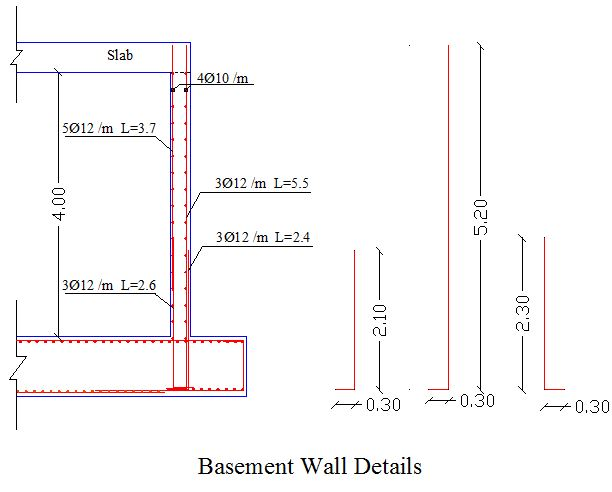 Slab
4Ø10 /m
5Ø12 /m L=3.7
4.00
3Ø12 /m L=5.5
3Ø12 /m L=2.4
3Ø12 /m L=2.6
5.20
2.10
2.30
0.30
0.30
0.30
Basement Wall Details